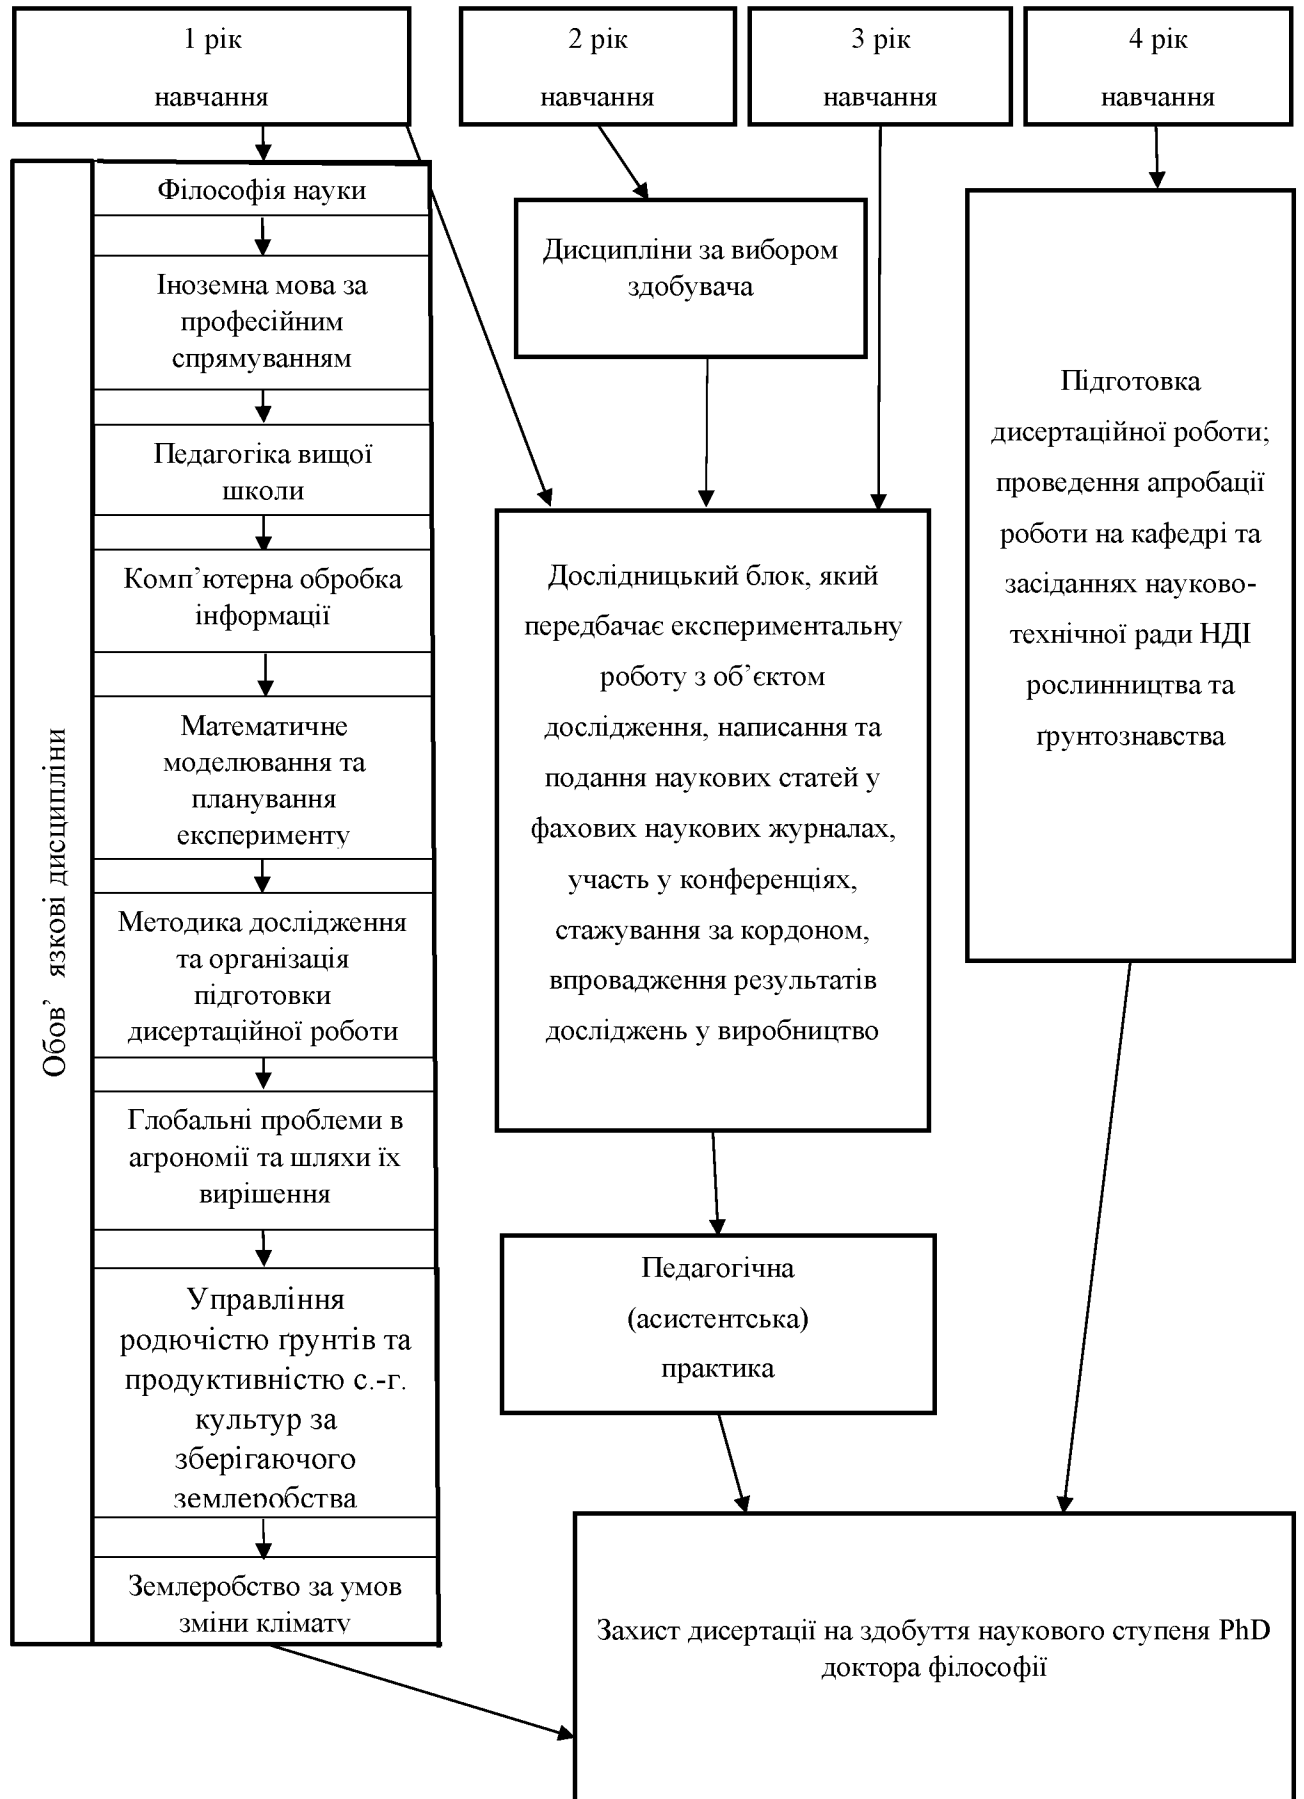 1 рік
навчання
2 рік
навчання
3 рік
навчання
4 рік
навчання
Обов’ язкові дисципліни
Філософія науки
Іноземна мова за
професійним
спрямуванням
Педагогіка вищої
школи
Комп’ютерна обробка
інформації
Математичне
моделювання та
планування
експерименту
Методика дослідження
та організація
підготовки
дисертаційної роботи
Глобальні проблеми в
агрономії та шляхи їх
вирішення
Управління
родючістю ґрунтів та
продуктивністю с.-г.
культур за
зберігаючого
землеробства
Землеробство за умов
зміни клімату
Дисципліни за вибором
здобувача
Дослідницький блок, який
передбачає експериментальну
роботу з об’єктом
дослідження, написання та
подання наукових статей у
фахових наукових журналах,
участь у конференціях,
стажування за кордоном,
впровадження результатів
досліджень у виробництво
Педагогічна
(асистентська)
практика
Підготовка
дисертаційної роботи;
проведення апробації
роботи на кафедрі та
засіданнях науково-
технічної ради НДІ
рослинництва та
ґрунтознавства
Захист дисертації на здобуття наукового ступеня PhD
доктора філософії